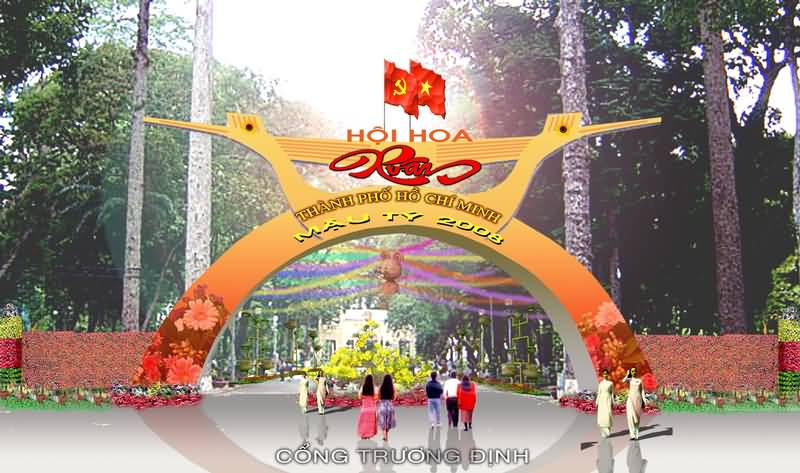 HỘI HOA
Xuân
THÀNH PHỐ HỒ CHÍ MINH
MẬU TÝ 2008
CỔNG TRƯƠNG ĐỊNH